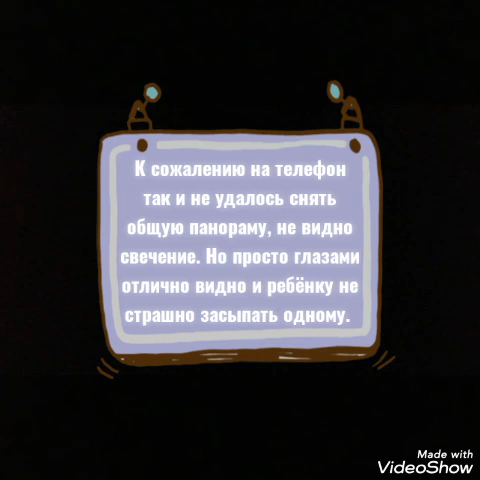 К сожалению на телефон
так и не удалось снять
общую панораму, не видно
свечение. Но просто глазами
отлично видно и ребёнку не
страшно засыпать одному.
Made with
VideoShow